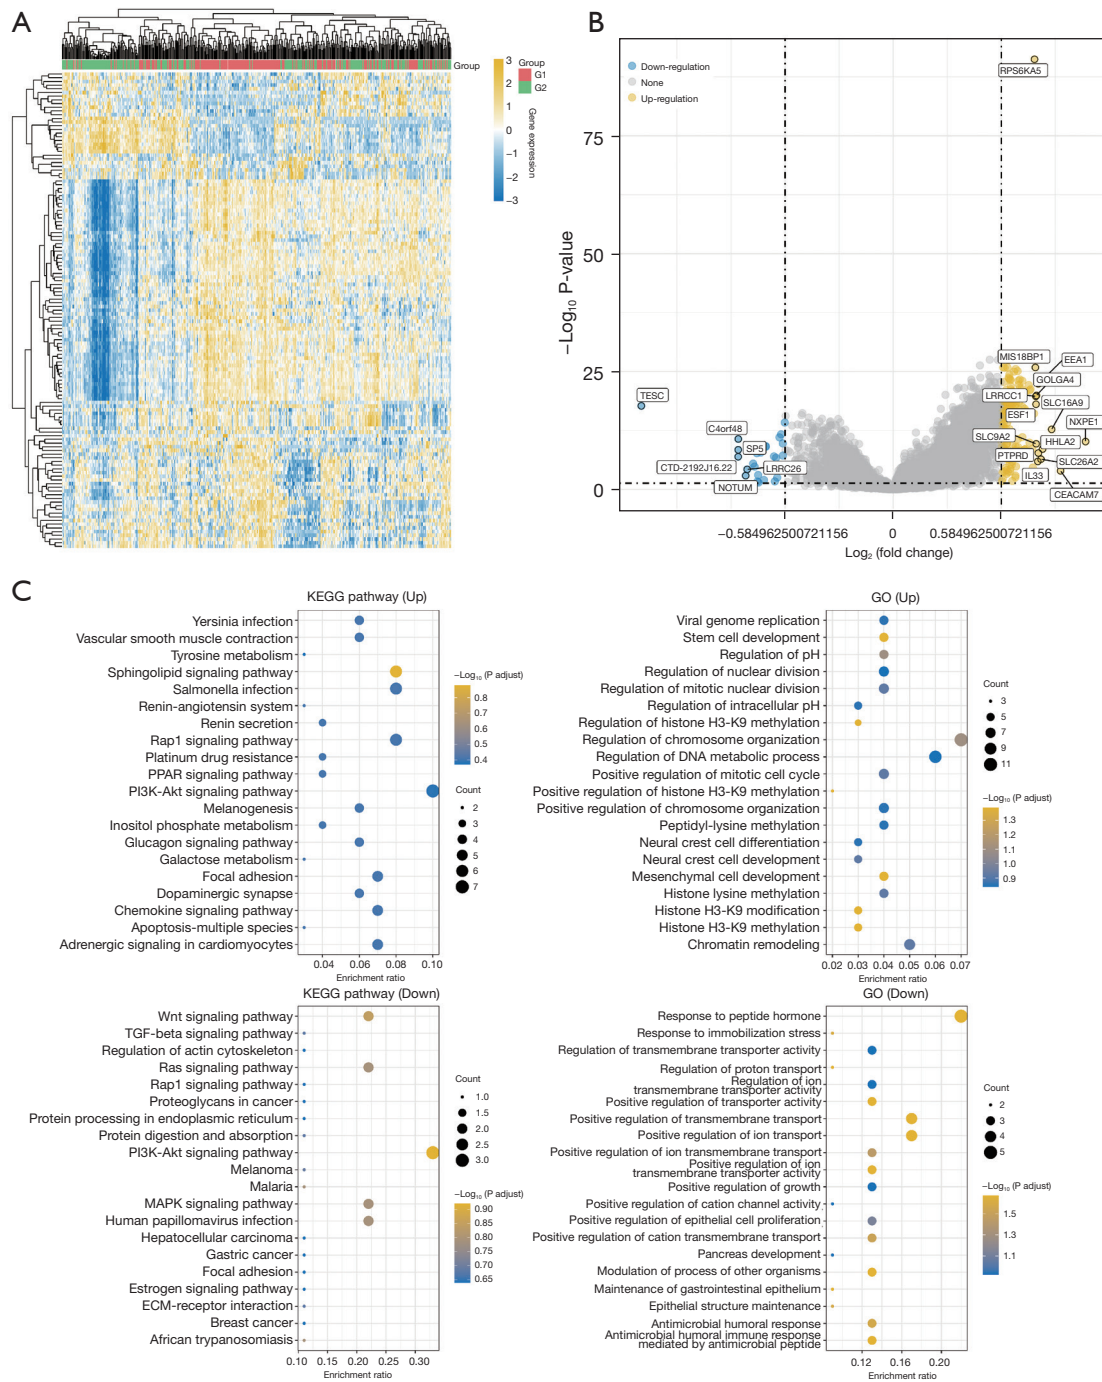 A
Group
Group
G1
G2
3
2
1
0
−1
−2
−3
Gene expression
B
Down-regulation
None
Up-regulation
RPS6KA5
MIS18BP1
EEA1
GOLGA4
LRRCC1
SLC16A9
ESF1
NXPE1
SLC9A2
HHLA2
PTPRD
SLC26A2
IL33
CEACAM7
TESC
C4orf48
SP5
CTD-2192J16.22
LRRC26
NOTUM
75
50
25
0
−Log10 P-value
−0.5849625007211​56
0
0.584962500721156
Log2 (fold change)
C
KEGG pathway (Up)
Yersinia infection
Vascular smooth muscle contraction
Tyrosine metabolism
Sphingolipid signaling pathway
Salmonella infection
Renin-angiotensin system
Renin secretion
Rap1 signaling pathway
Platinum drug resistance
PPAR signaling pathway
PI3K-Akt signaling pathway
Melanogenesis
Inositol phosphate metabolism
Glucagon signaling pathway
Galactose metabolism
Focal adhesion
Dopaminergic synapse
Chemokine signaling pathway
Apoptosis-multiple species
Adrenergic signaling in cardiomyocytes
0.04 0.06 0.08 0.10
Enrichment ratio
−Log10 (P adjust)
0.8
0.7
0.6
0.5
0.4
Count
2
3
4
5
6
7
GO (Up)
Viral genome replication
Stem cell development
Regulation of pH
Regulation of nuclear division
Regulation of mitotic nuclear division
Regulation of intracellular pH
Regulation of histone H3-K9 methylation
Regulation of chromosome organization
Regulation of DNA metabolic process
Positive regulation of mitotic cell cycle
Positive regulation of histone H3-K9 methylation
Positive regulation of chromosome organization
Peptidyl-lysine methylation
Neural crest cell differentiation
Neural crest cell development
Mesenchymal cell development
Histone lysine methylation
Histone H3-K9 modification
Histone H3-K9 methylation
Chromatin remodeling
0.02 0.03 0.04 0.05 0.06 0.07
Enrichment ratio
Count
3
5
7
9
11
−Log10 (P adjust)
1.3
1.2
1.1
1.0
0.9
KEGG pathway (Down)
Wnt signaling pathway
TGF-beta signaling pathway
Regulation of actin cytoskeleton
Ras signaling pathway
Rap1 signaling pathway
Proteoglycans in cancer
Protein processing in endoplasmic reticulum
Protein digestion and absorption
PI3K-Akt signaling pathway
Melanoma
Malaria
MAPK signaling pathway
Human papillomavirus infection
Hepatocellular carcinoma
Gastric cancer
Focal adhesion
Estrogen signaling pathway
ECM-receptor interaction
Breast cancer
African trypanosomiasis
0.10 0.15 0.20 0.25 0.30
Enrichment ratio
Count
1.0
1.5
2.0
2.5
3.0
−Log10 (P adjust)
0.90
0.85
0.80
0.75
0.70
0.65
GO (Down)
Response to peptide hormone
Response to immobilization stress
Regulation of transmembrane transporter activity
Regulation of proton transport
Regulation of ion
transmembrane transporter activity
Positive regulation of transporter activity
Positive regulation of transmembrane transport
Positive regulation of ion transport
Positive regulation of ion transmembrane transport
Positive regulation of ion
transmembrane transporter activity
Positive regulation of growth
Positive regulation of cation channel activity
Positive regulation of epithelial cell proliferation
Positive regulation of cation transmembrane transport
Pancreas development
Modulation of process of other organisms
Maintenance of gastrointestinal epithelium
Epithelial structure maintenance
Antimicrobial humoral response
Antimicrobial humoral immune response
mediated by antimicrobial peptide
0.12 0.16 0.20
Enrichment ratio
Count
2
3
4
5
−Log10 (P adjust)
1.5
1.3
1.1